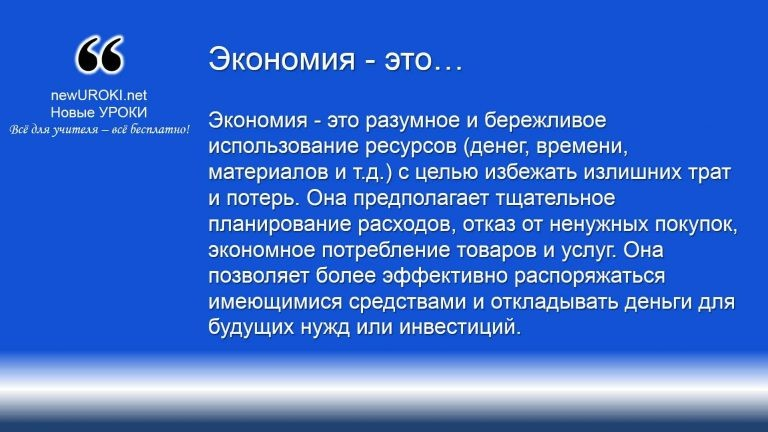 ❝
newUROKI.net
Новые УРОКИ
Всё для учителя – всё бесплатно!
Экономия - это…
Экономия - это разумное и бережливое
использование ресурсов (денег, времени,
материалов и т.д.) с целью избежать излишних трат
и потерь. Она предполагает тщательное
планирование расходов, отказ от ненужных покупок,
экономное потребление товаров и услуг. Она
позволяет более эффективно распоряжаться
имеющимися средствами и откладывать деньги для
будущих нужд или инвестиций.